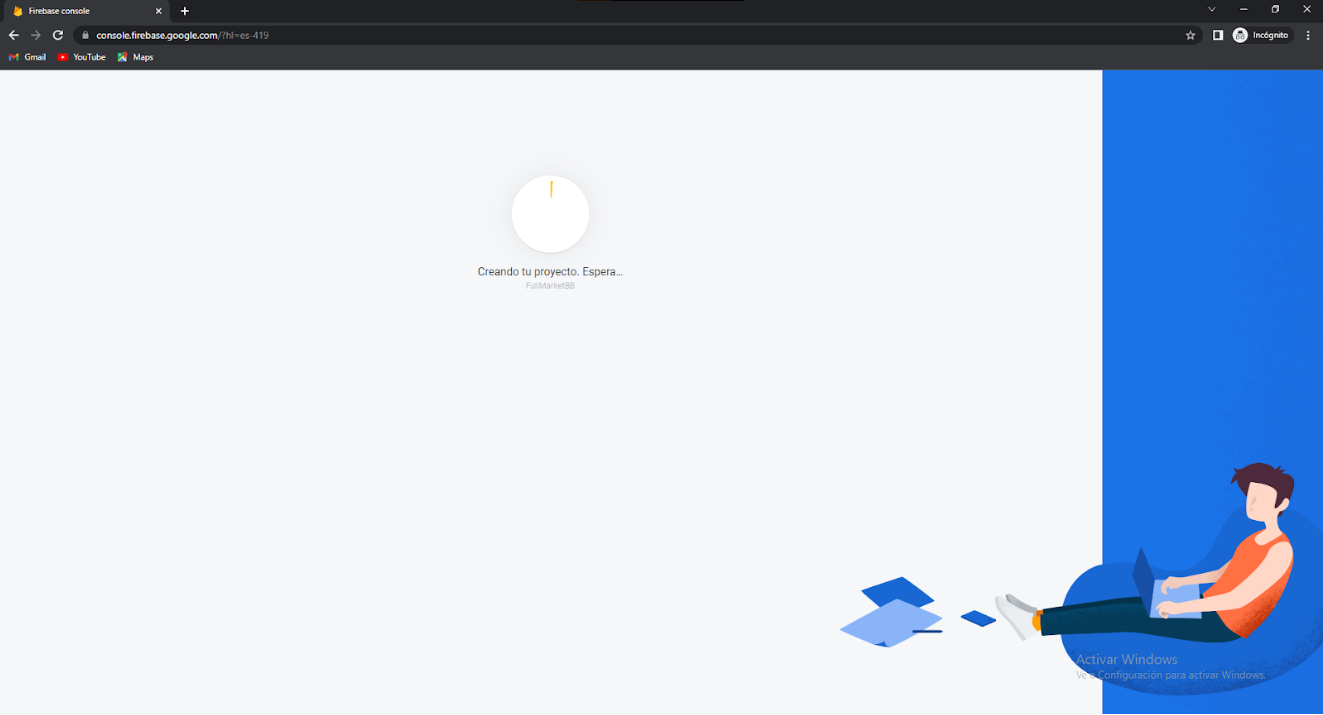 Firebase console
console.firebase.google.com/?hl=es-419
Incógnito
Gmail
YouTube
Maps
Creando tu proyecto. Espera...
FullMarketBB
Activar Windows
Ve a Configuración para activar Windows.